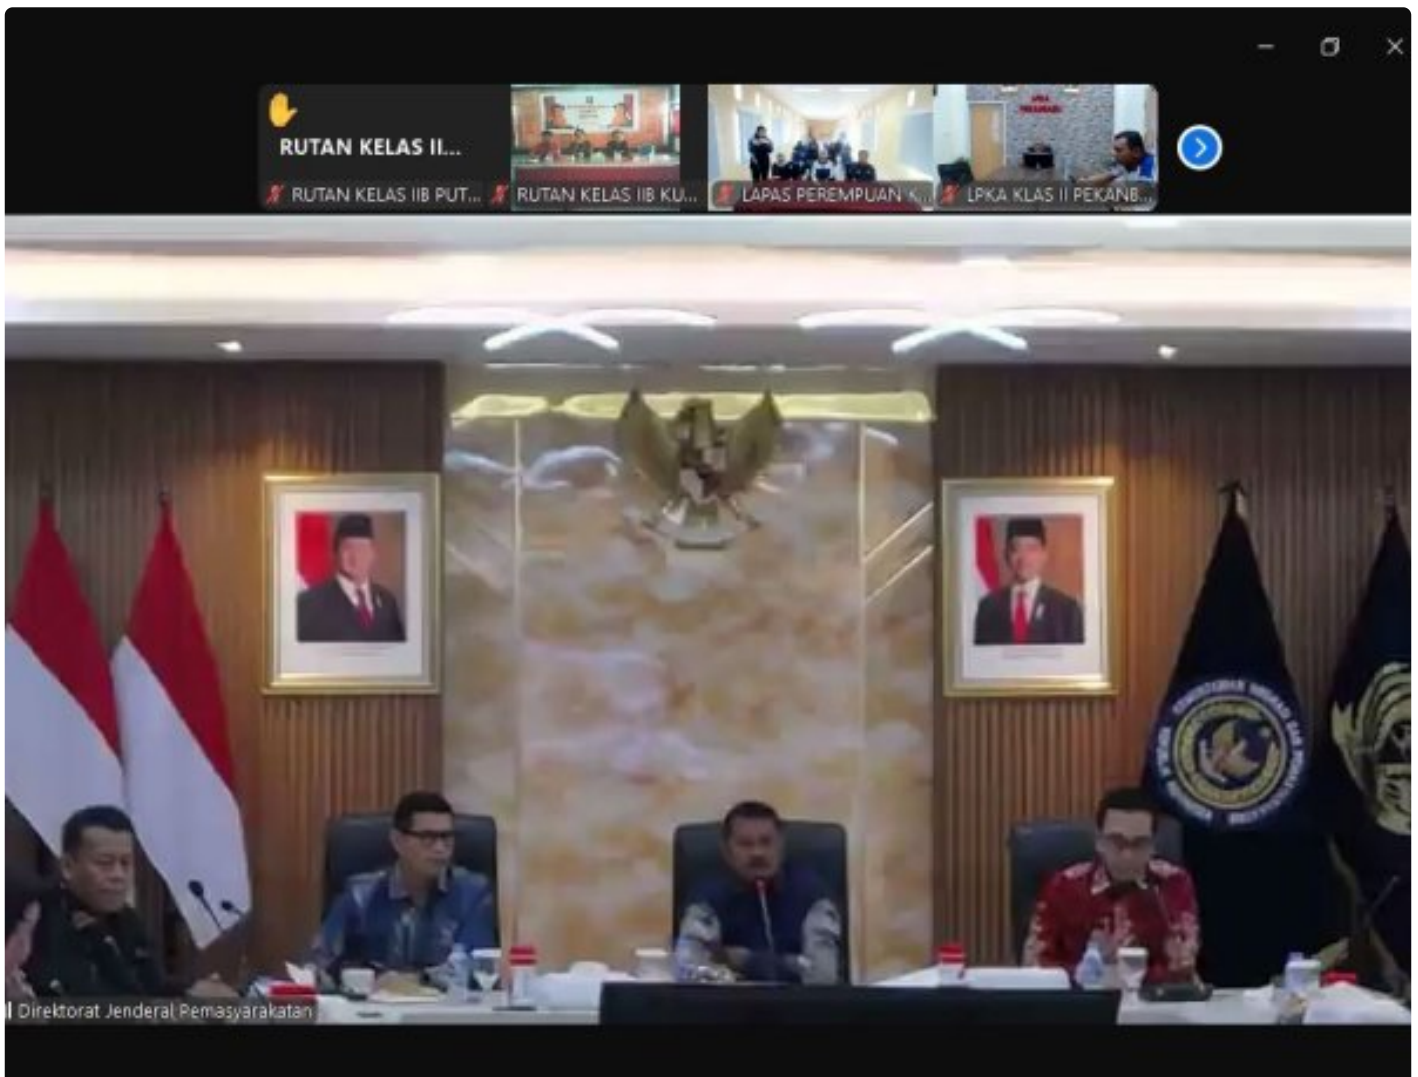 RUTAN KELAS II...
RUTAN KELAS IIB PUT...
RUTAN KELAS IIB KU...
LAPAS PEREMPUAN K...
LPKA KLAS II PEKANB...
Direktorat Jenderal Pemasyarakatan